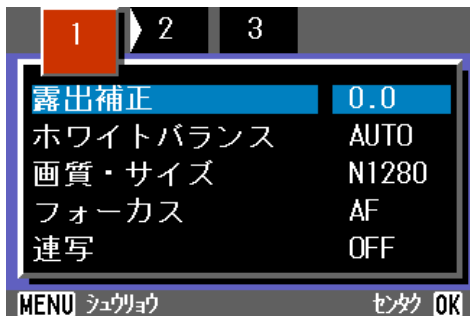 1 2 3
露出補正 0.0
ホワイトバランス AUTO
画質・サイズ N1280
フォーカス AF
連写 OFF
MENU シュウリョウ センタク OK